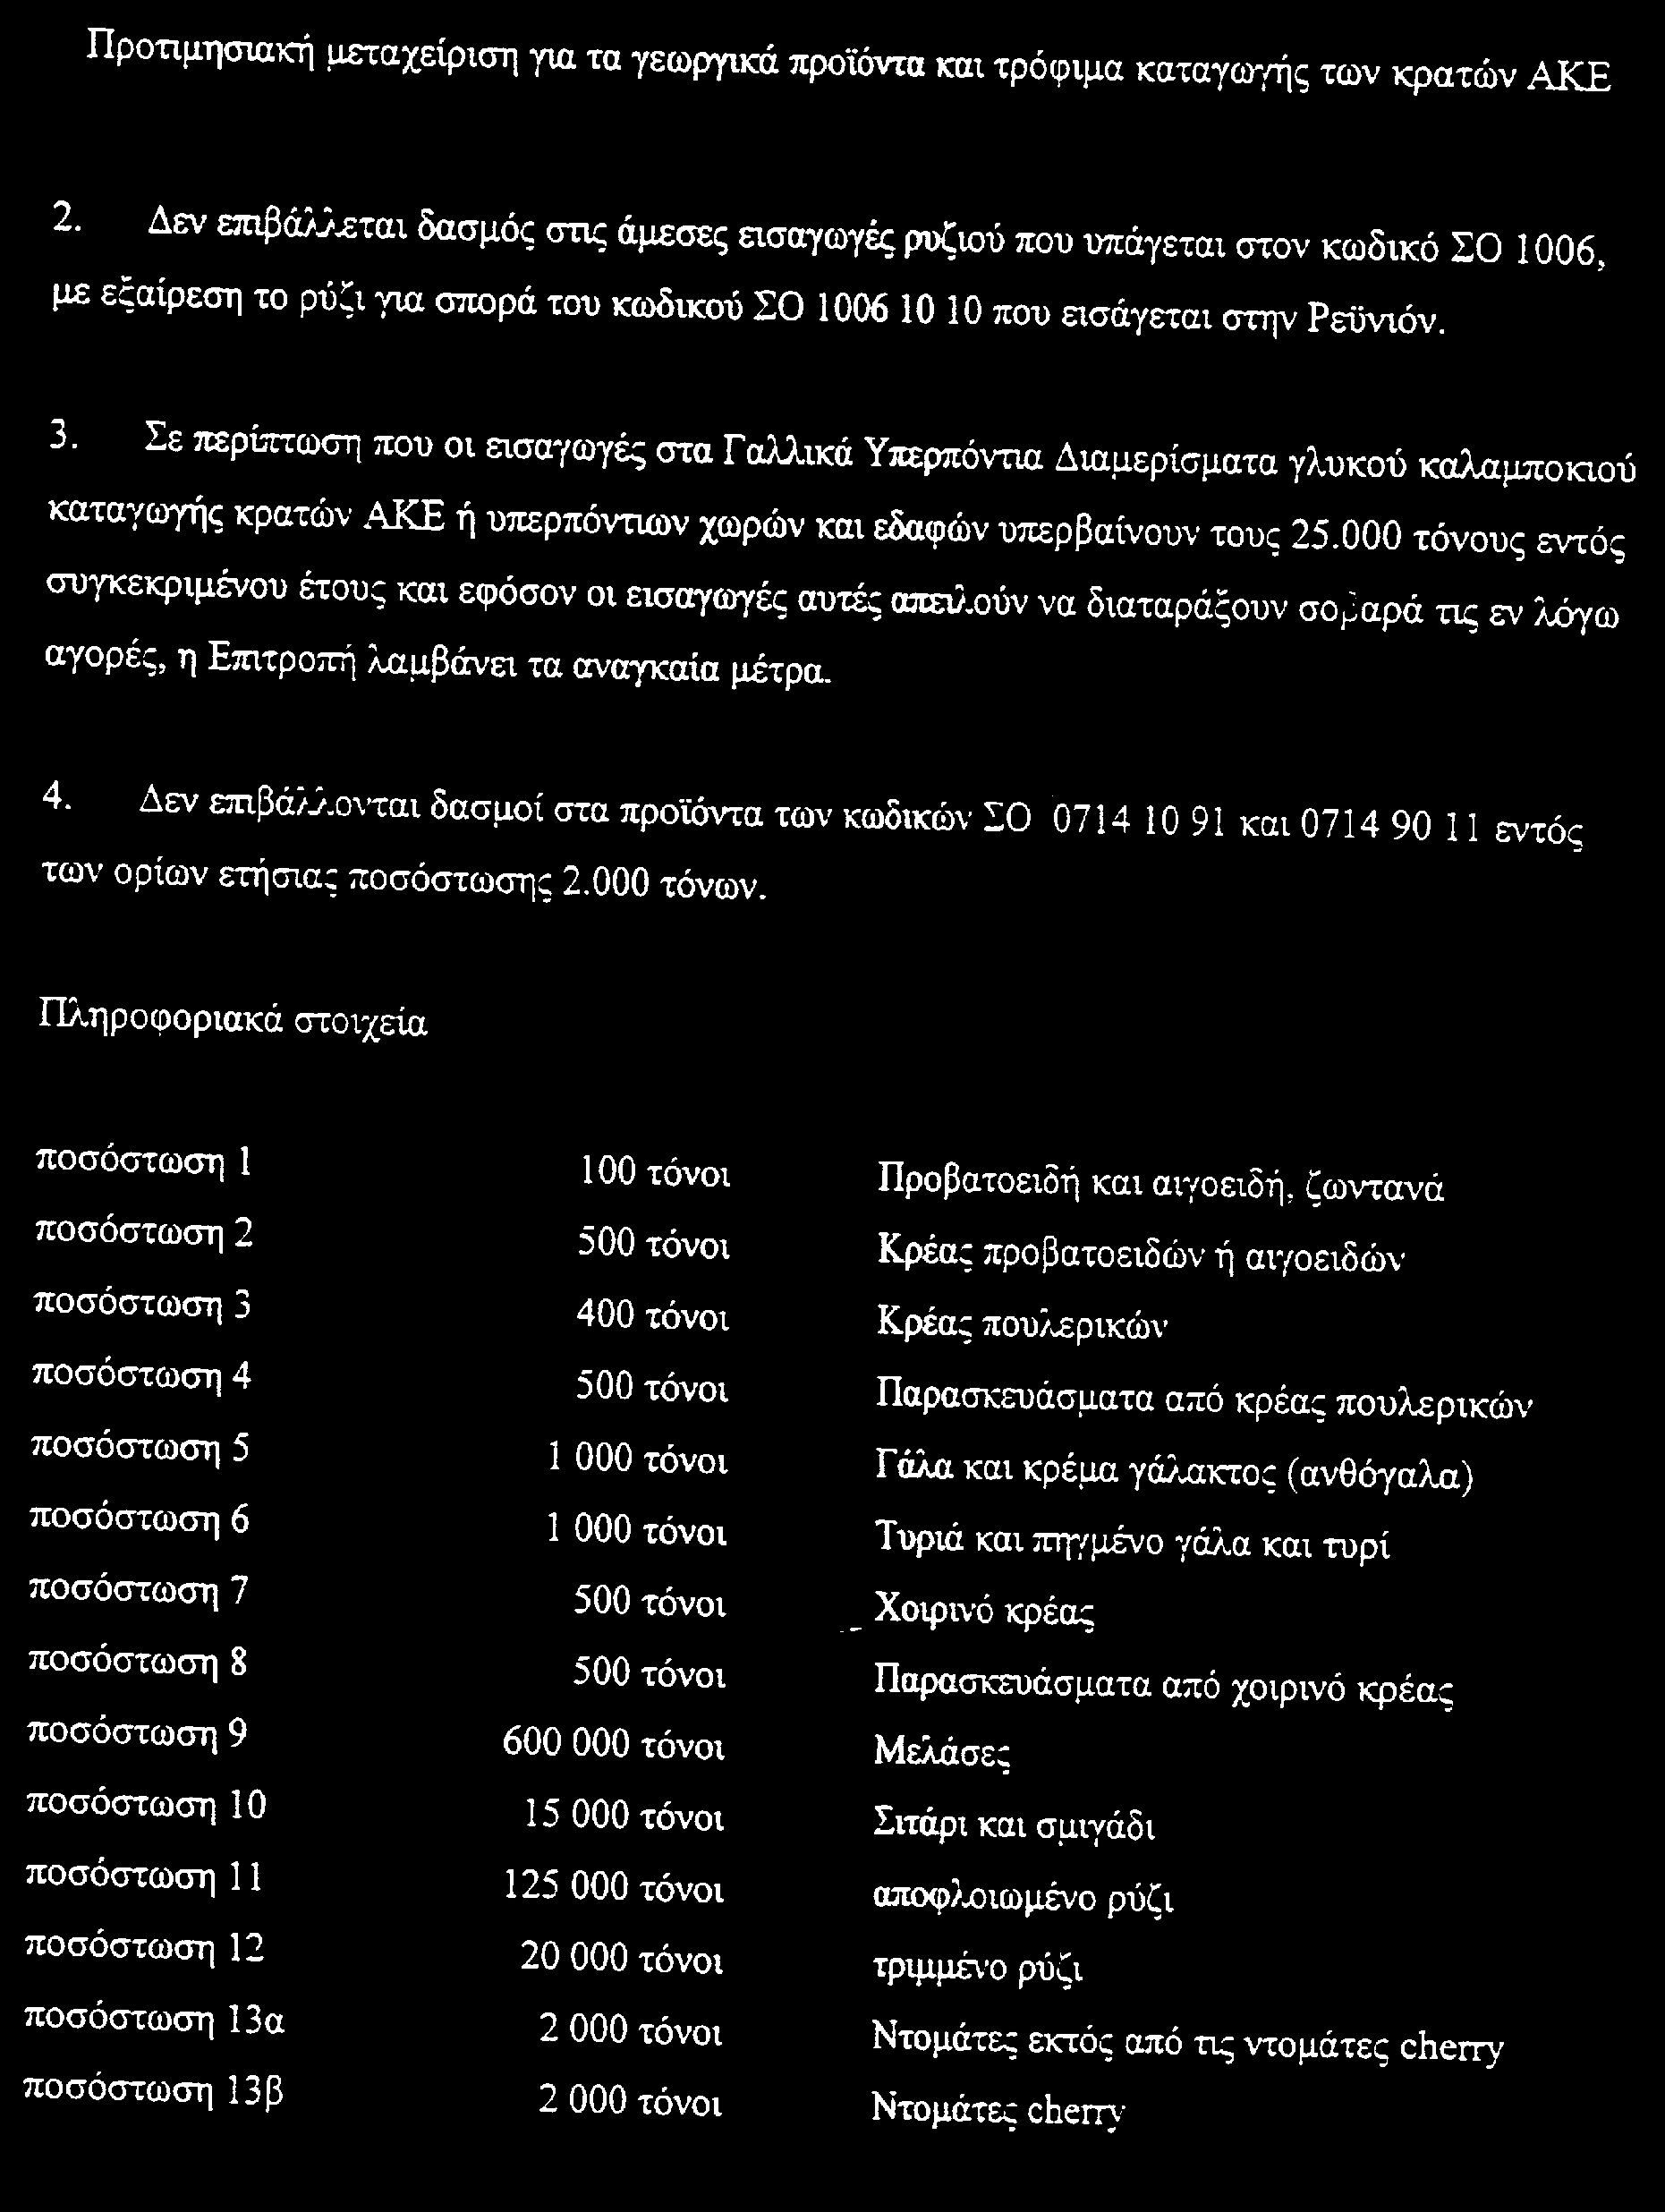 Προτιμησιακή μεταχείριση για τα γεωργικά προϊόντα και τρόφιμα καταγωγής των κρατών ΑΚΕ
2. Δεν επιβάλλεται δασμός στις άμεσες εισαγωγές ρυζιού που υπάγεται στον κωδικό ΣΟ 1006,
με εξαίρεση το ρύζι για σπορά του κωδικού ΣΟ 1006 10 10 που εισάγεται στην Ρεϋνιόν.
3. Σε περίπτωση που οι εισαγωγές στα Γαλλικά Υπερπόντια Διαμερίσματα γλυκού καλαμποκιού
καταγωγής κρατών ΑΚΕ ή υπερπόντιων χωρών και εδαφών υπερβαίνουν τους 25.000 τόνους εντός
συγκεκριμένου έτους και εφόσον οι εισαγωγές αυτές απειλούν να διαταράξουν σοβαρά τις εν λόγω
αγορές, η Επιτροπή λαμβάνει τα αναγκαία μέτρα.
4. Δεν επιβάλλονται δασμοί στα προϊόντα των κωδικών ΣΟ 0714 10 91 και 0714 90 11 εντός
των ορίων ετήσιας ποσόστωσης 2.000 τόνων.
Πληροφοριακά στοιχεία
ποσόστωση 1 100 τόνοι Προβατοειδή και αιγοειδή, ζωντανά
ποσόστωση 2 500 τόνοι Κρέας προβατοειδών ή αιγοειδών
ποσόστωση 3 400 τόνοι Κρέας πουλερικών
ποσόστωση 4 500 τόνοι Παρασκευάσματα από κρέας πουλερικών
ποσόστωση 5 1 000 τόνοι Γάλα και κρέμα γάλακτος (ανθόγαλα)
ποσόστωση 6 1 000 τόνοι Τυριά και πηγμένο γάλα και τυρί
ποσόστωση 7 500 τόνοι Χοιρινό κρέας
ποσόστωση 8 500 τόνοι Παρασκευάσματα από χοιρινό κρέας
ποσόστωση 9 600 000 τόνοι Μελάσες
ποσόστωση 10 15 000 τόνοι Σιτάρι και σμιγάδι
ποσόστωση 11 125 000 τόνοι αποφλοιωμένο ρύζι
ποσόστωση 12 20 000 τόνοι τριμμένο ρύζι
ποσόστωση 13α 2 000 τόνοι Ντομάτες εκτός από τις ντομάτες cherry
ποσόστωση 13β 2 000 τόνοι Ντομάτες cherry